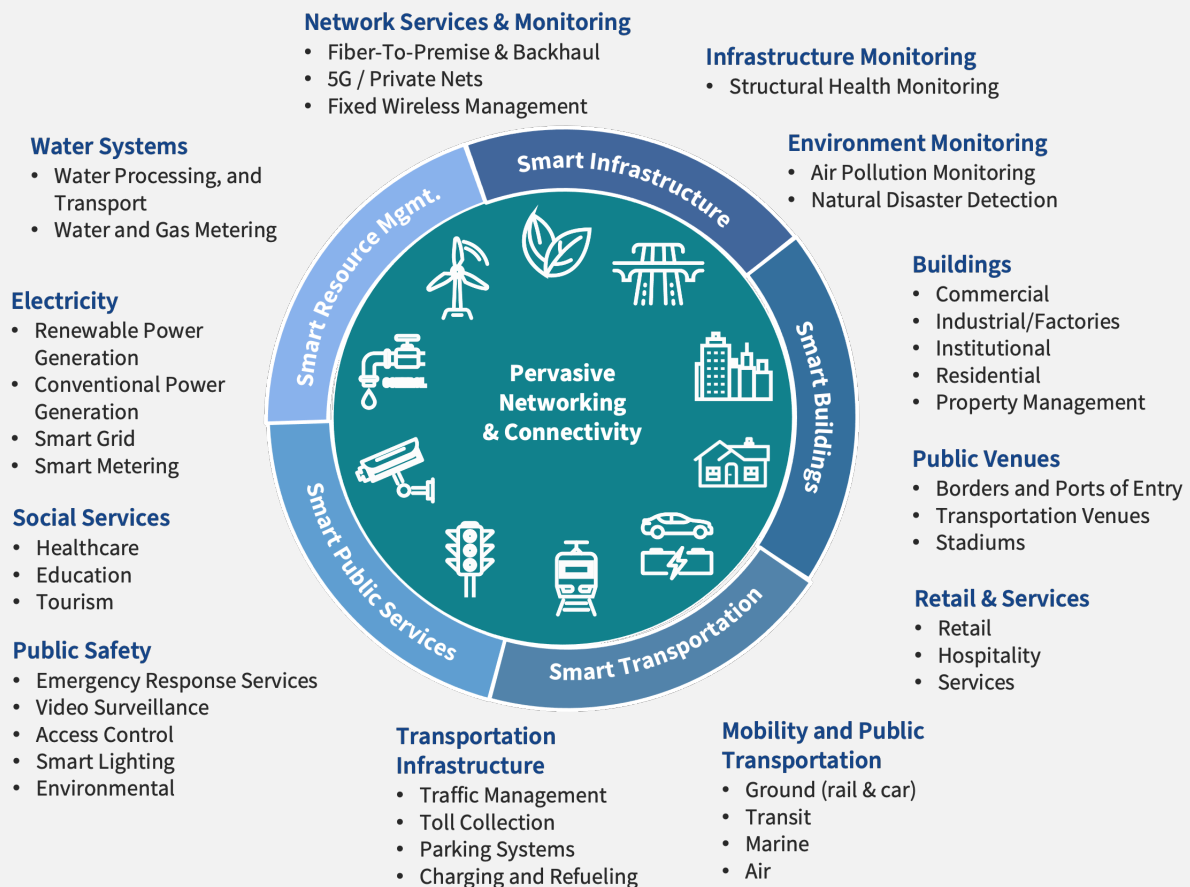 Network Services & Monitoring
• Fiber-To-Premise & Backhaul
• 5G / Private Nets
• Fixed Wireless Management
Infrastructure Monitoring
• Structural Health Monitoring
Environment Monitoring
• Air Pollution Monitoring
• Natural Disaster Detection
Buildings
• Commercial
• Industrial/Factories
• Institutional
• Residential
• Property Management
Public Venues
• Borders and Ports of Entry
• Transportation Venues
• Stadiums
Retail & Services
• Retail
• Hospitality
• Services
Mobility and Public
Transportation
• Ground (rail & car)
• Transit
• Marine
• Air
Transportation
Infrastructure
• Traffic Management
• Toll Collection
• Parking Systems
• Charging and Refueling
Water Systems
• Water Processing, and
Transport
• Water and Gas Metering
Electricity
• Renewable Power
Generation
• Conventional Power
Generation
• Smart Grid
• Smart Metering
Social Services
• Healthcare
• Education
• Tourism
Public Safety
• Emergency Response Services
• Video Surveillance
• Access Control
• Smart Lighting
• Environmental
Smart Infrastructure
Smart Buildings
Smart Transportation
Smart Public Services
Smart Resource Mgmt.
Pervasive
Networking
& Connectivity